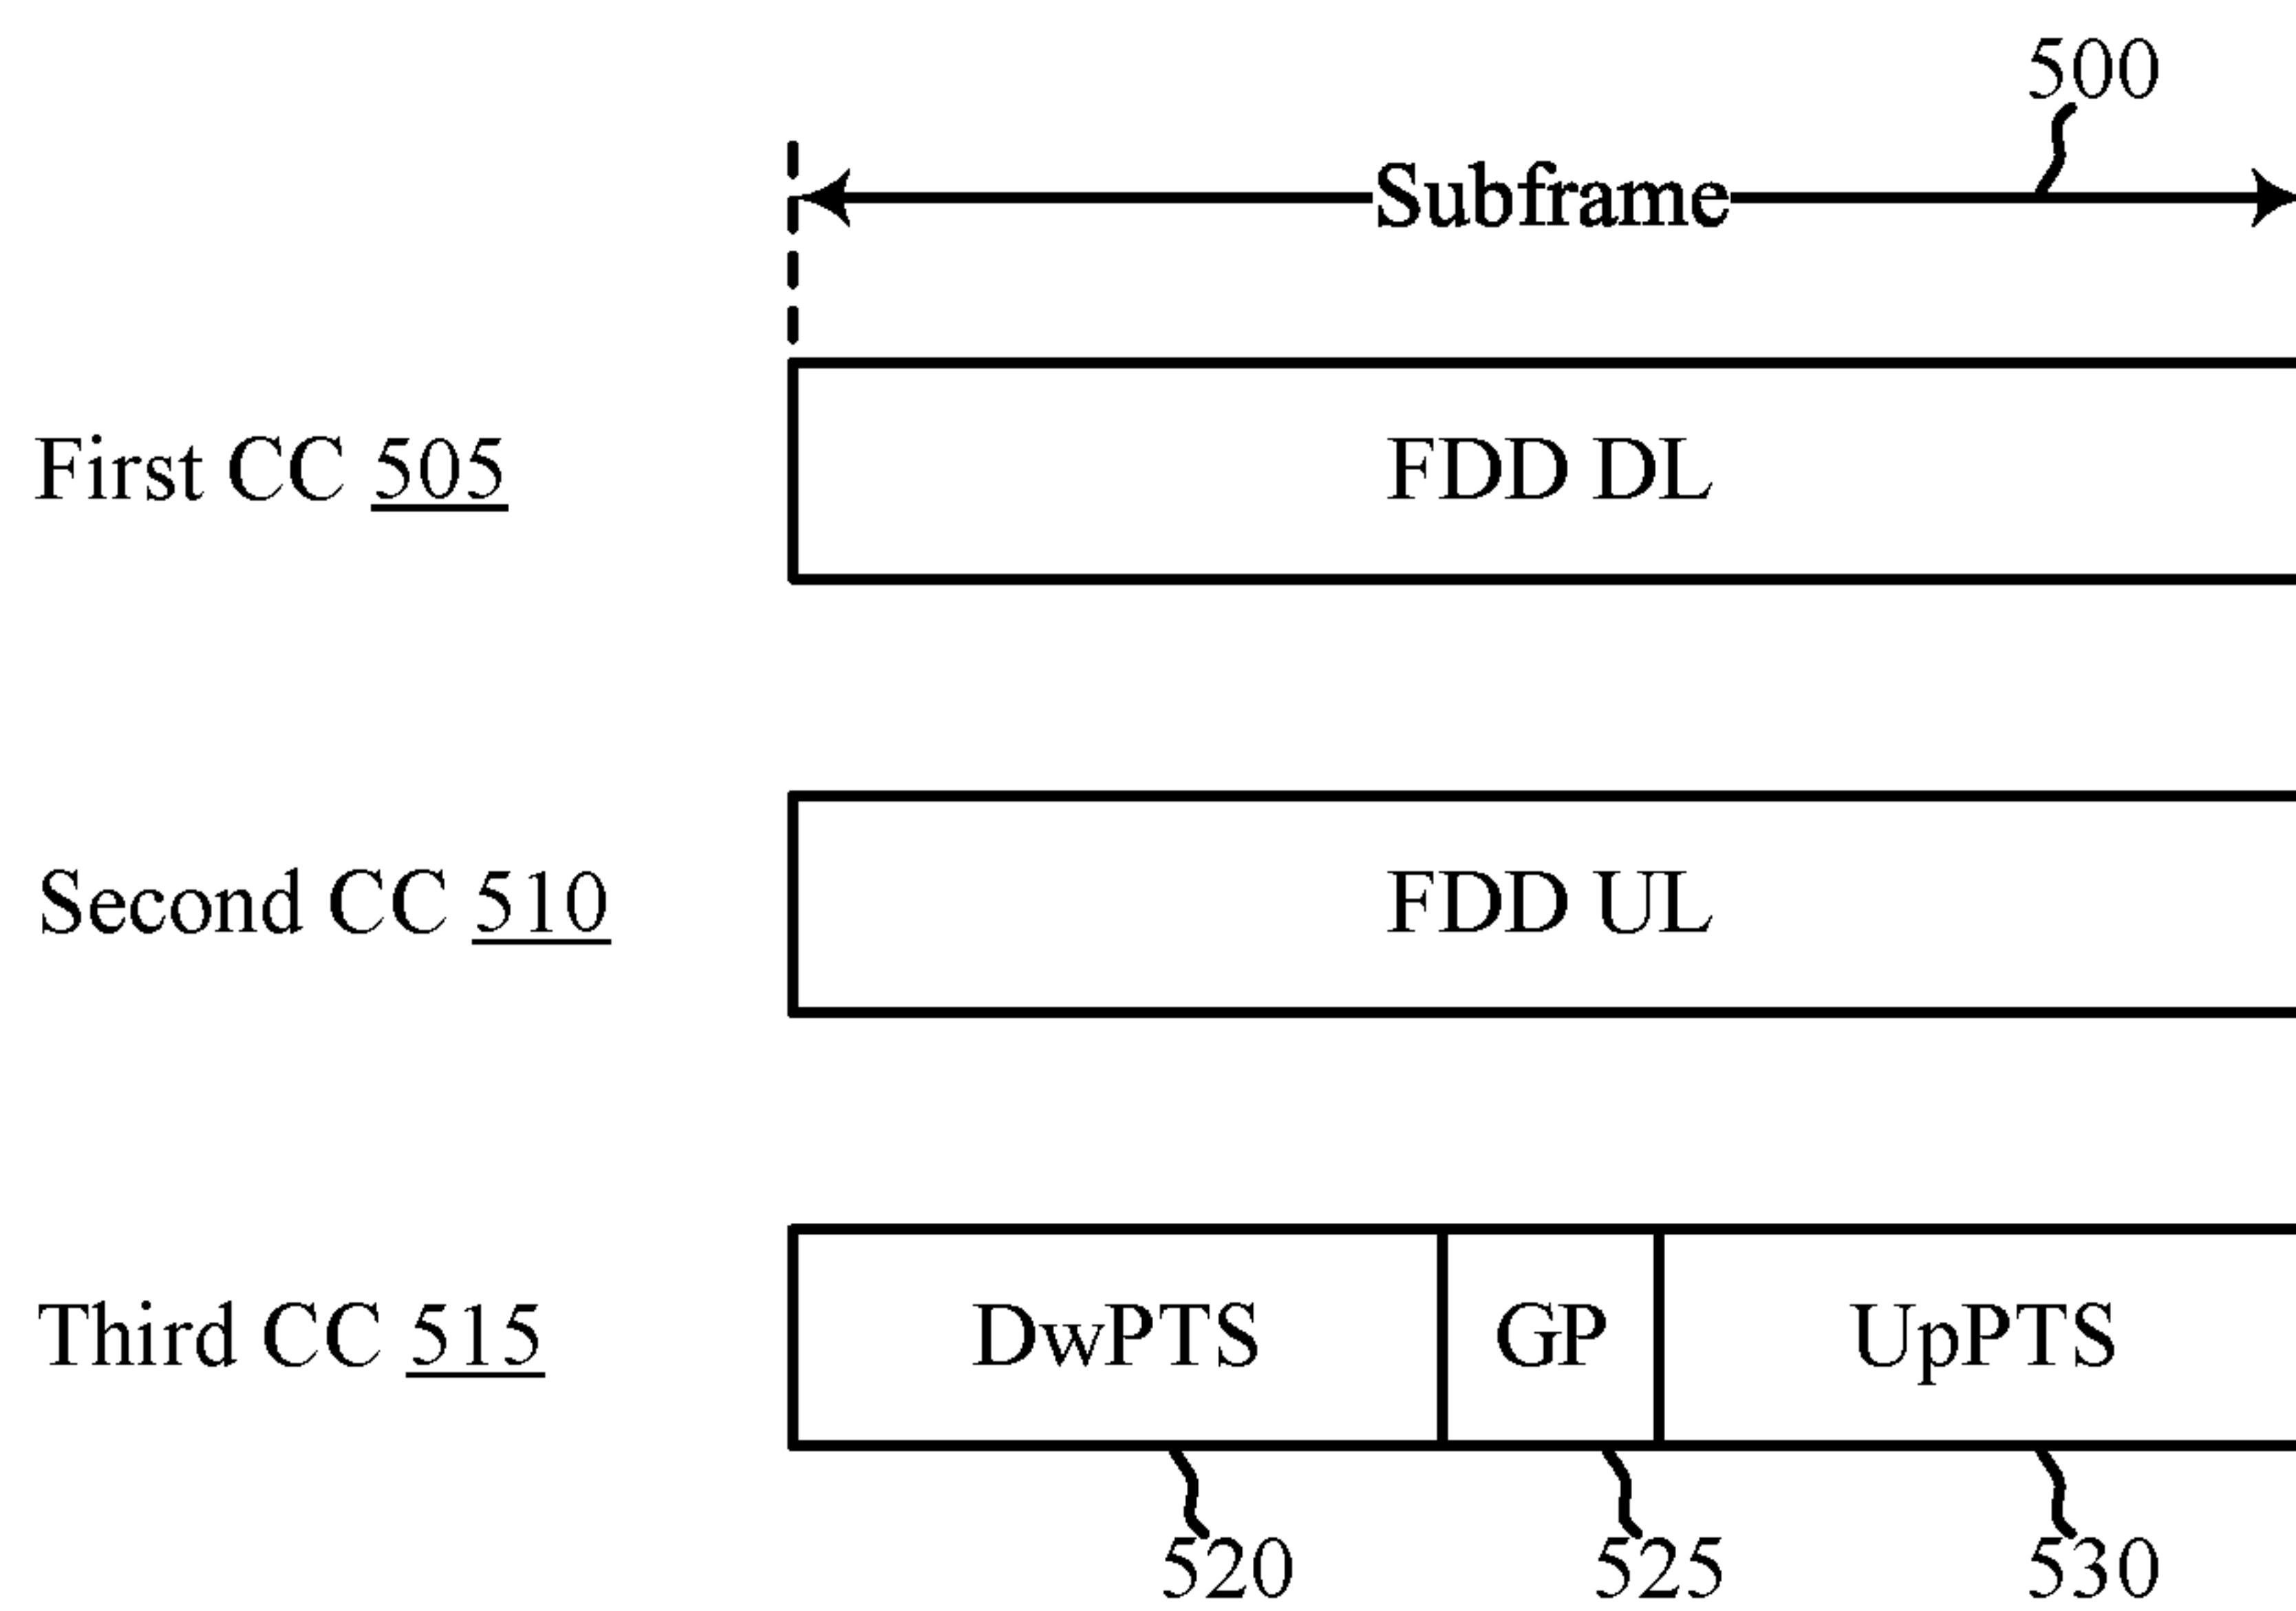 500
Subframe
First CC 505
FDD DL
Second CC 510
FDD UL
Third CC 515
DwPTS
GP
UpPTS
520
525
530